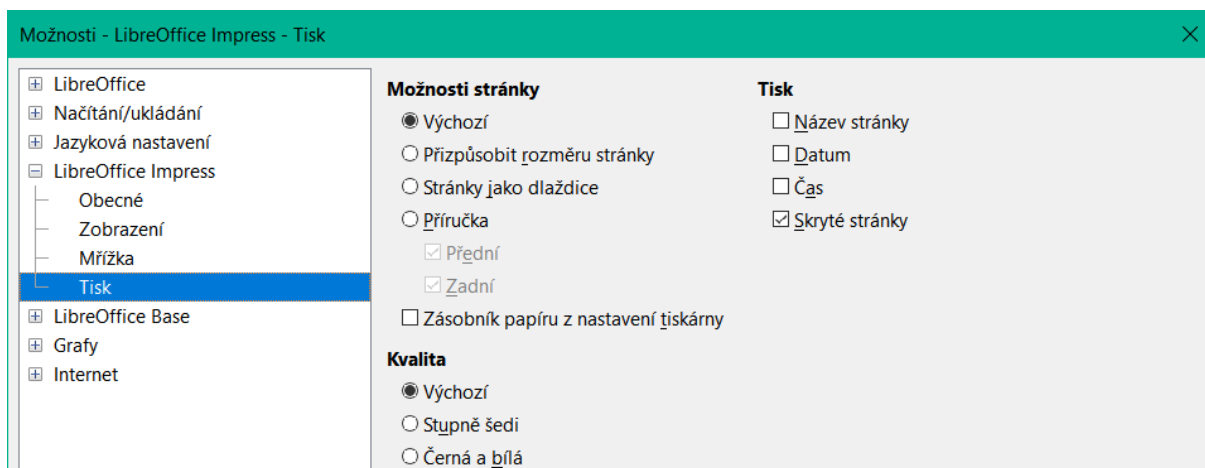 Možnosti - LibreOffice Impress - Tisk
LibreOffice
Načítání/ukládání
Jazyková nastavení
LibreOffice Impress
Obecné
Zobrazení
Mřížka
Tisk
LibreOffice Base
Grafy
Internet
Možnosti stránky
Výchozí
Přizpůsobit rozměru stránky
Stránky jako dlaždice
Příručka
Přední
Zadní
Zásobník papíru z nastavení tiskárny
Kvalita
Výchozí
Stupně šedi
Černá a bílá
Tisk
Název stránky
Datum
Čas
Skryté stránky